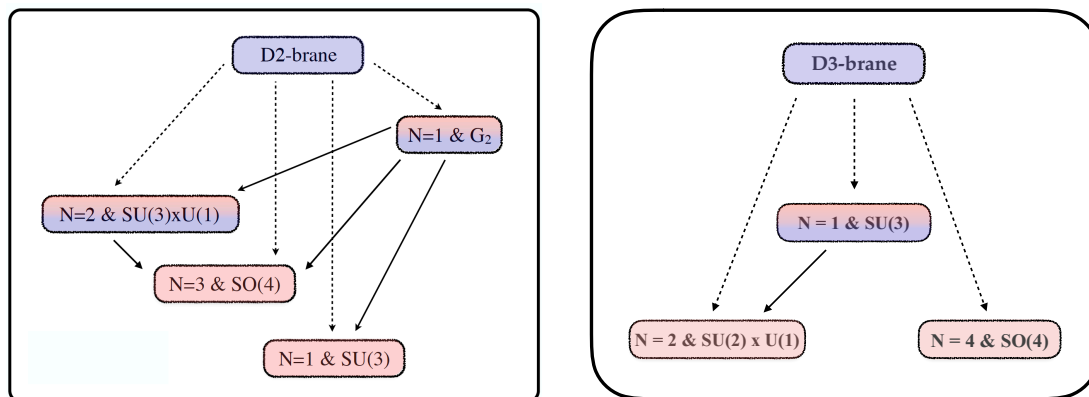 D2-brane
N=1 & G₂
N=2 & SU(3)xU(1)
N=3 & SO(4)
N=1 & SU(3)
D3-brane
N = 1 & SU(3)
N = 2 & SU(2) x U(1)
N = 4 & SO(4)